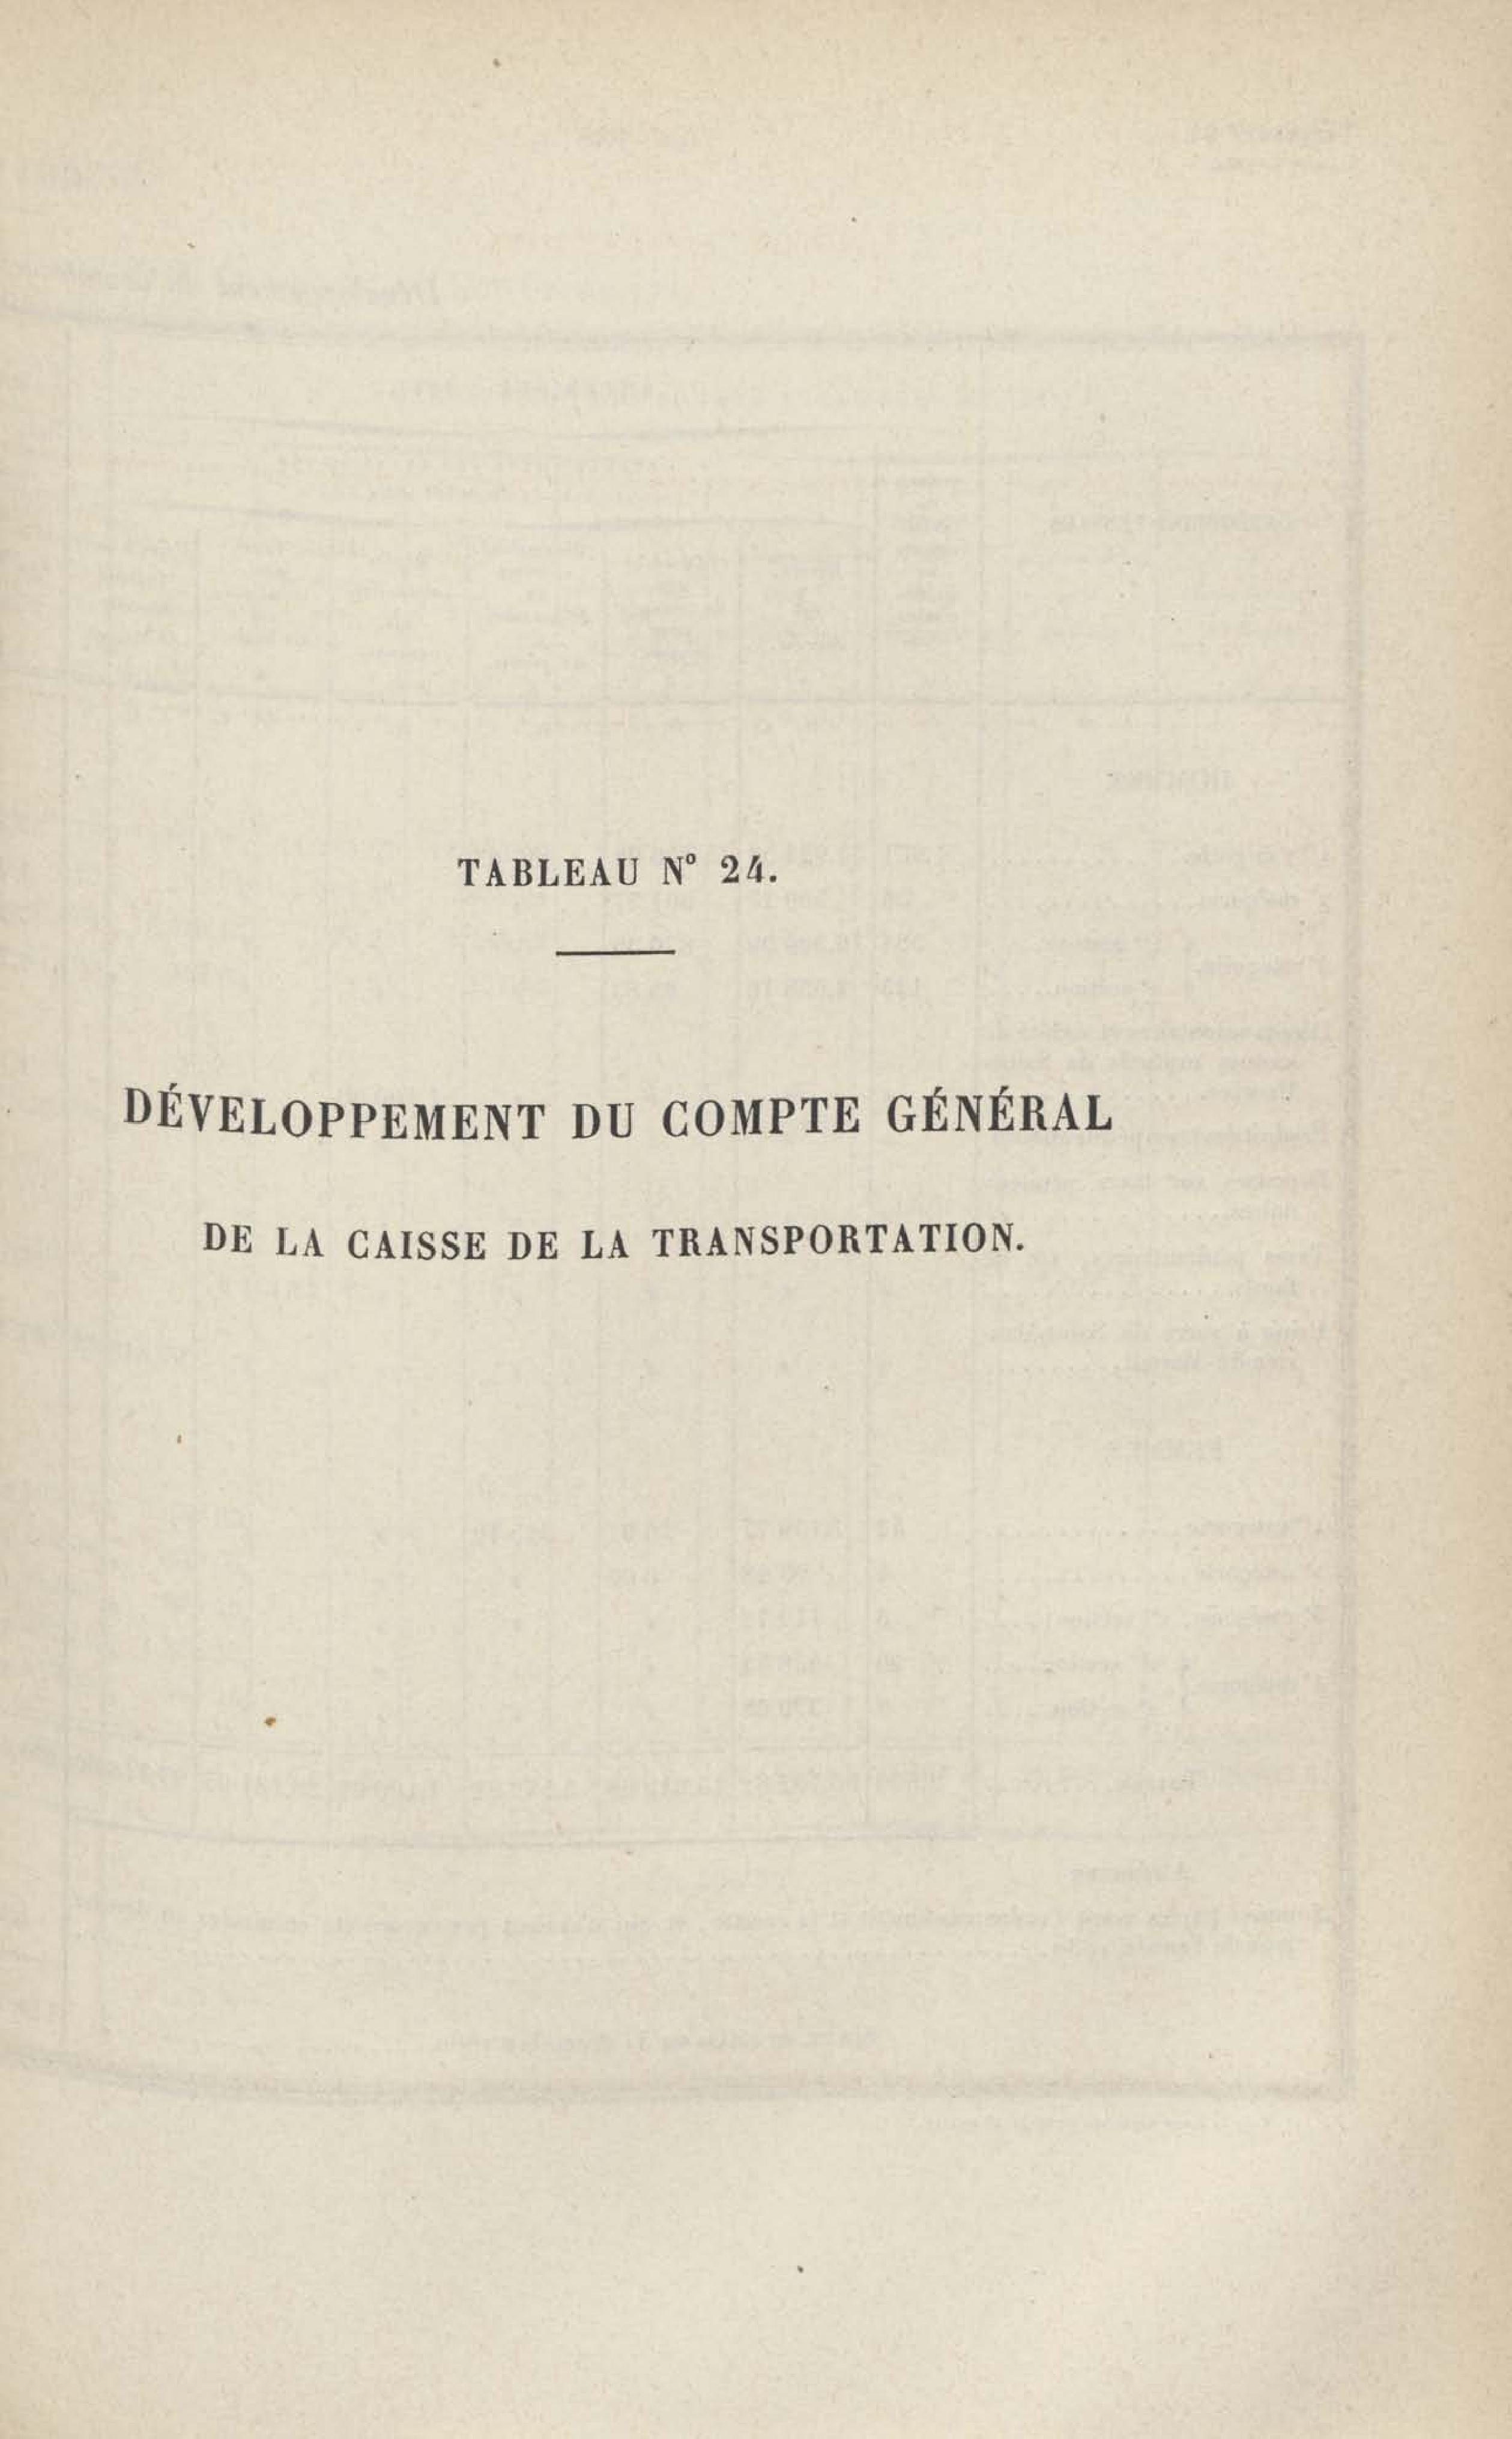 TABLEAU N° 24.
DÉVELOPPEMENT DU COMPTE GÉNÉRAL
DE LA CAISSE DE LA TRANSPORTATION.